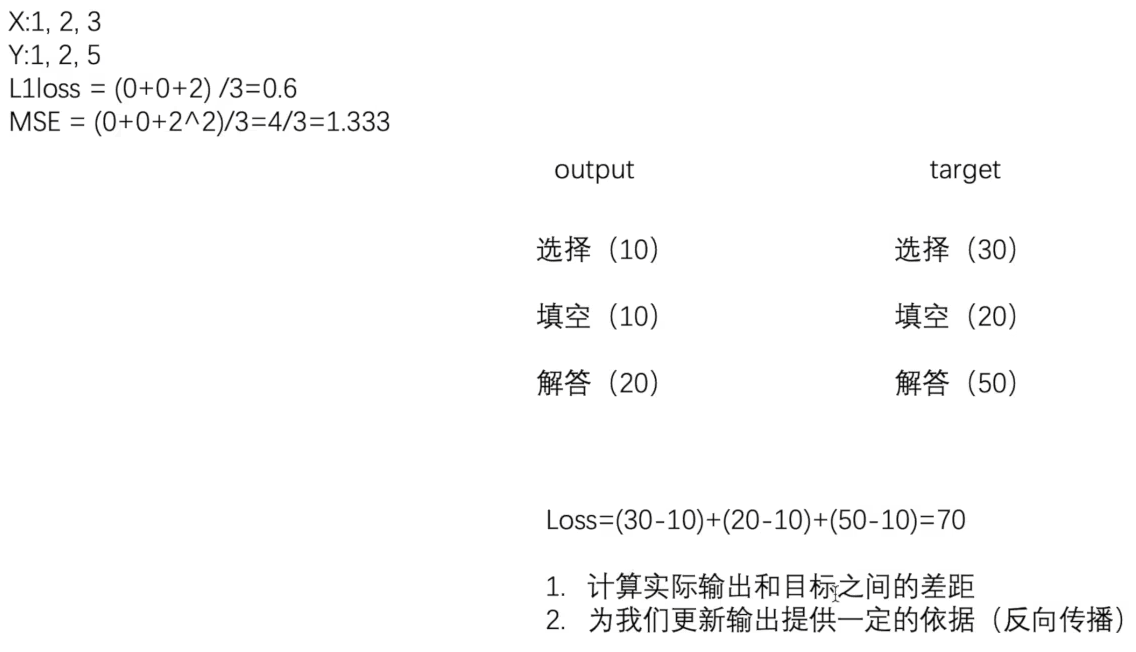 X:1, 2, 3
Y:1, 2, 5
L1loss = (0+0+2) /3=0.6
MSE = (0+0+2^2)/3=4/3=1.333
output target
选择（10） 选择（30）
填空（10） 填空（20）
解答（20） 解答（50）
Loss=(30-10)+(20-10)+(50-10)=70
1. 计算实际输出和目标之间的差距
2. 为我们更新输出提供一定的依据（反向传播）